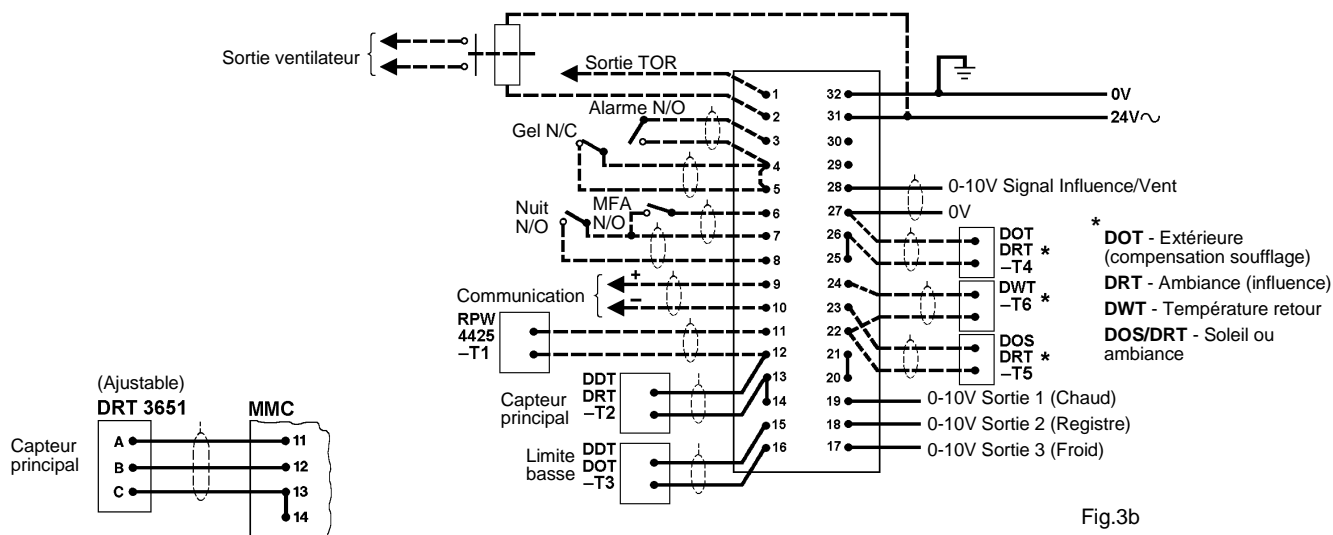 Sortie ventilateur
Sortie TOR
Alarme N/O
Gel N/C
Nuit
N/O
MFA
N/O
Communication
+
–
RPW
4425
–T1
DDT
DRT
–T2
Capteur
principal
Limite
basse
DDT
DOT
–T3
1
2
3
4
5
6
7
8
9
10
11
12
13
14
15
16
32
31
30
29
28
27
26
25
24
23
22
21
20
19
18
17
0V
24V~
0-10V Signal Influence/Vent
0V
DOT
DRT *
–T4
DWT
–T6 *
DOS
DRT *
–T5
0-10V Sortie 1 (Chaud)
0-10V Sortie 2 (Registre)
0-10V Sortie 3 (Froid)
*
DOT - Extérieure
(compensation soufflage)
DRT - Ambiance (influence)
DWT - Température retour
DOS/DRT - Soleil ou
ambiance
(Ajustable)
DRT 3651
MMC
Capteur
principal
A
B
C
11
12
13
14
Fig.3b